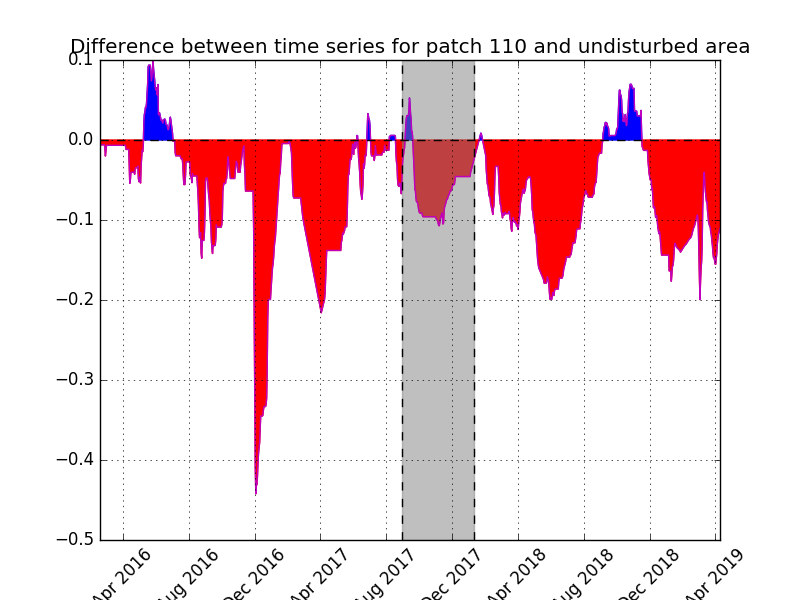 Difference between time series for patch 110 and undisturbed area
0.1
0.0
−0.1
−0.2
−0.3
−0.4
−0.5
Apr 2016
Aug 2016
Dec 2016
Apr 2017
Aug 2017
Dec 2017
Apr 2018
Aug 2018
Dec 2018
Apr 2019